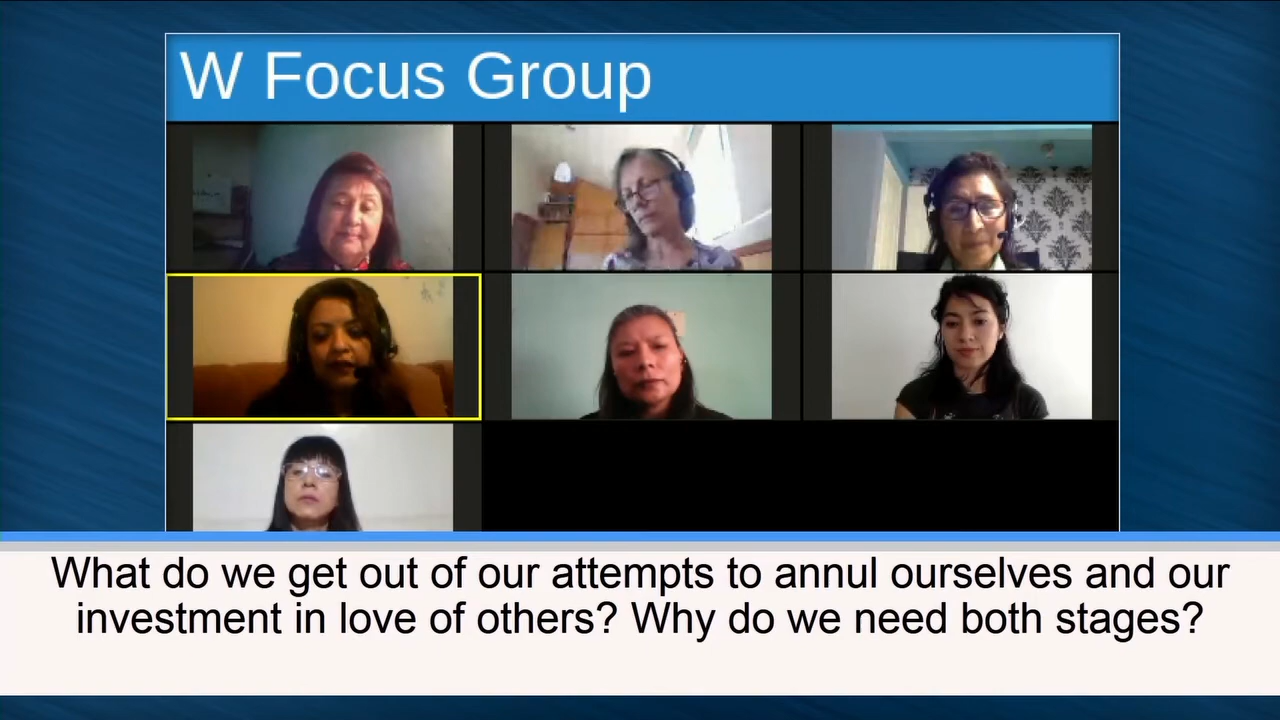 W Focus Group
What do we get out of our attempts to annul ourselves and our
investment in love of others? Why do we need both stages?